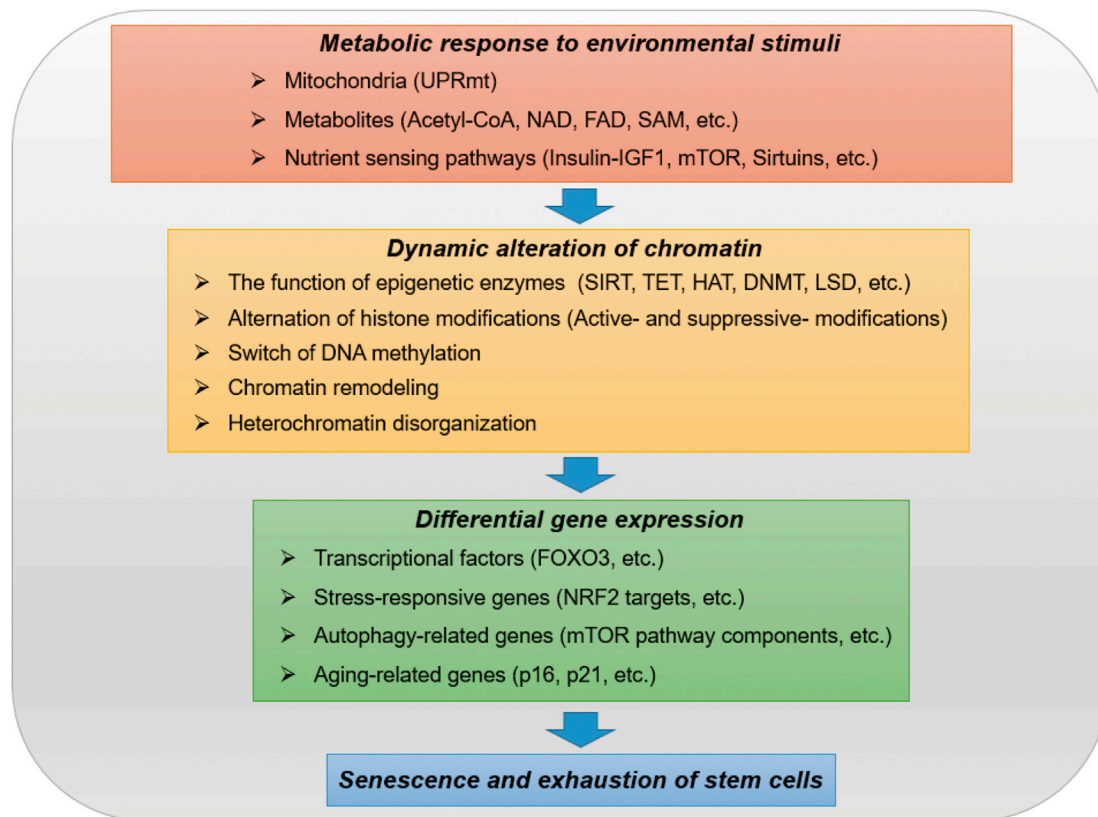 Metabolic response to environmental stimuli
➢ Mitochondria (UPRmt)
➢ Metabolites (Acetyl-CoA, NAD, FAD, SAM, etc.)
➢ Nutrient sensing pathways (Insulin-IGF1, mTOR, Sirtuins, etc.)
Dynamic alteration of chromatin
➢ The function of epigenetic enzymes (SIRT, TET, HAT, DNMT, LSD, etc.)
➢ Alternation of histone modifications (Active- and suppressive- modifications)
➢ Switch of DNA methylation
➢ Chromatin remodeling
➢ Heterochromatin disorganization
Differential gene expression
➢ Transcriptional factors (FOXO3, etc.)
➢ Stress-responsive genes (NRF2 targets, etc.)
➢ Autophagy-related genes (mTOR pathway components, etc.)
➢ Aging-related genes (p16, p21, etc.)
Senescence and exhaustion of stem cells